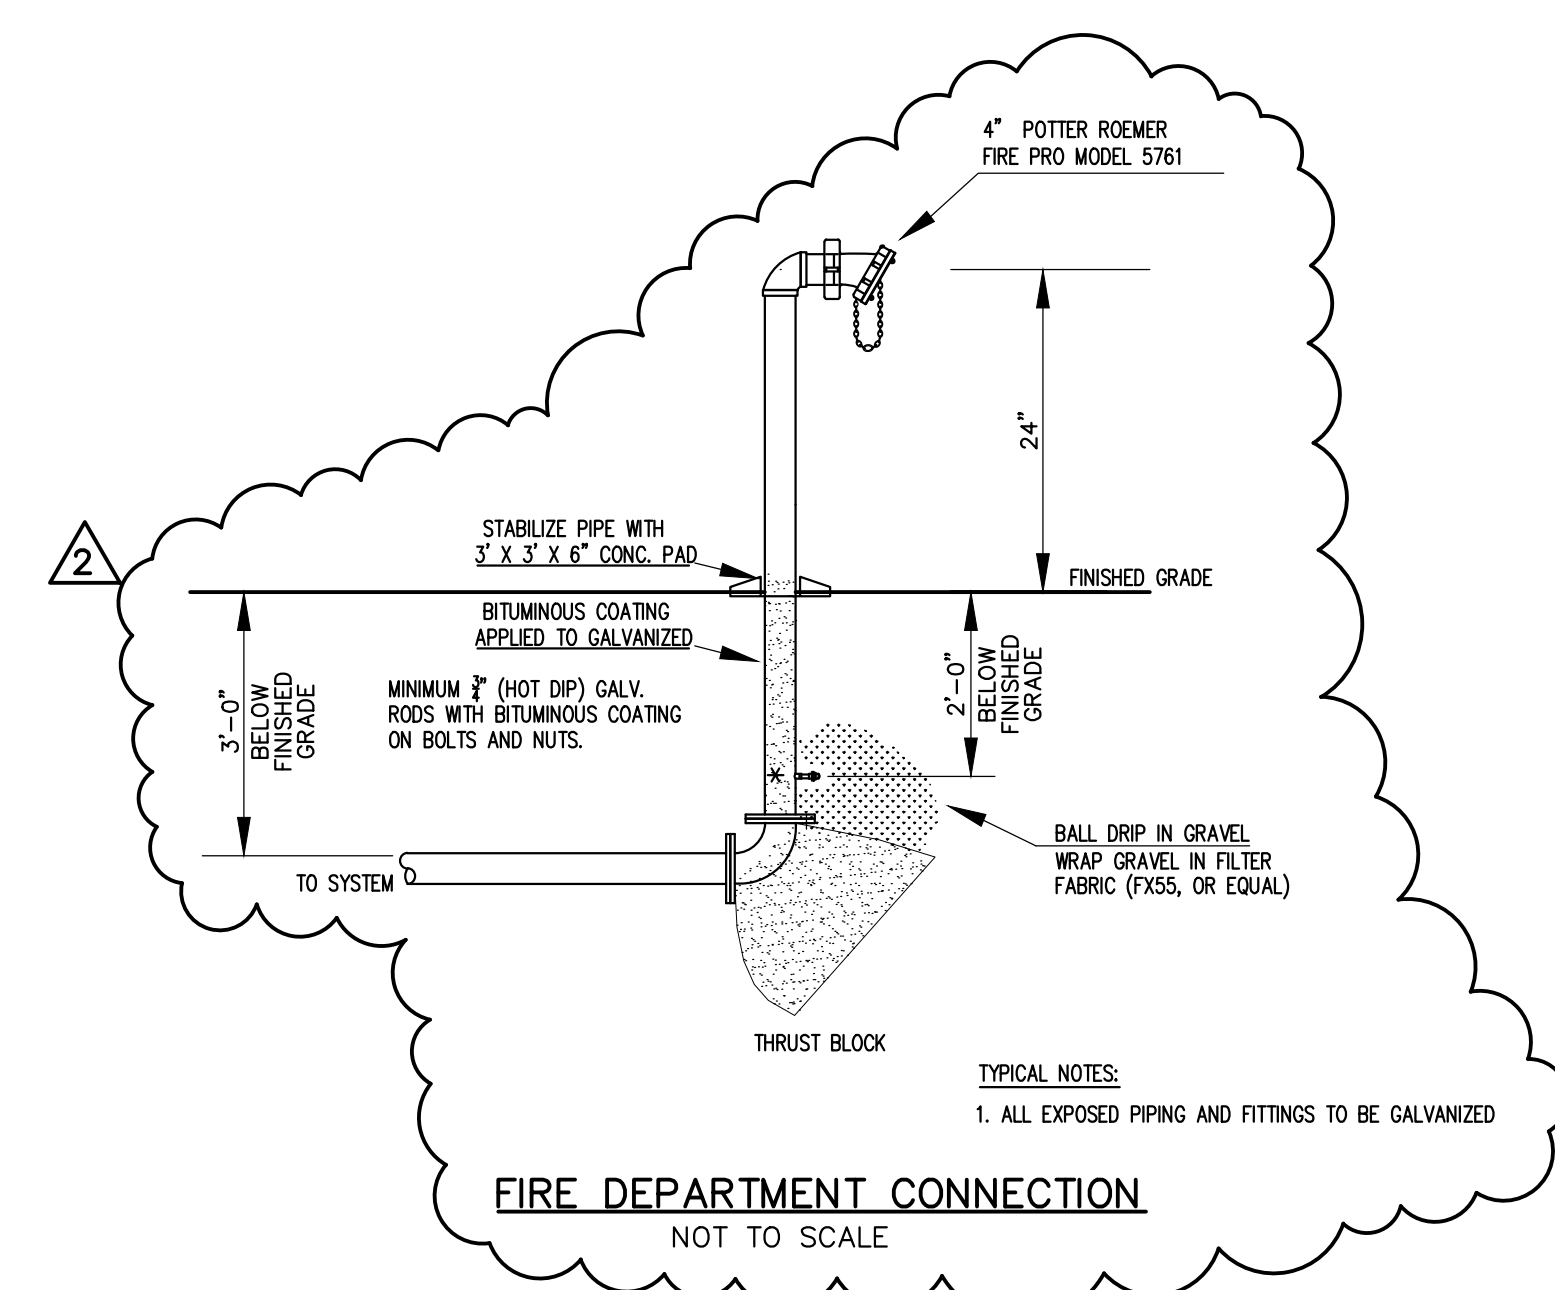 4" POTTER ROEMER
FIRE PRO MODEL 5761
24"
STABILIZE PIPE WITH
3' X 3' X 6" CONC. PAD
2
FINISHED GRADE
BITUMINOUS COATING
APPLIED TO GALVANIZED
3'-0"
BELOW
FINISHED
GRADE
MINIMUM 3/4" (HOT DIP) GALV.
RODS WITH BITUMINOUS COATING
ON BOLTS AND NUTS.
2'-0"
BELOW
FINISHED
GRADE
BALL DRIP IN GRAVEL
WRAP GRAVEL IN FILTER
FABRIC (FX55, OR EQUAL)
TO SYSTEM
THRUST BLOCK
TYPICAL NOTES:
1. ALL EXPOSED PIPING AND FITTINGS TO BE GALVANIZED
FIRE DEPARTMENT CONNECTION
NOT TO SCALE